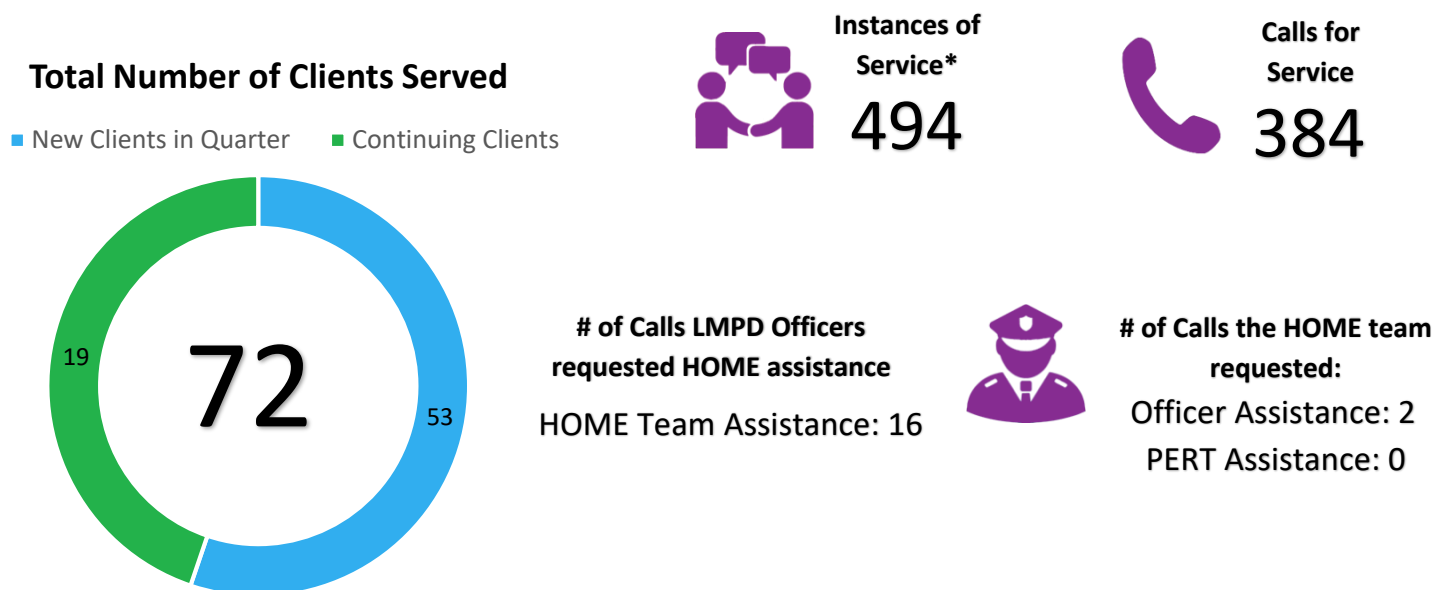 Total Number of Clients Served
New Clients in Quarter
Continuing Clients
19
72
53
Instances of
Service*
494
Calls for
Service
384
# of Calls LMPD Officers
requested HOME assistance
HOME Team Assistance: 16
# of Calls the HOME team
requested:
Officer Assistance: 2
PERT Assistance: 0